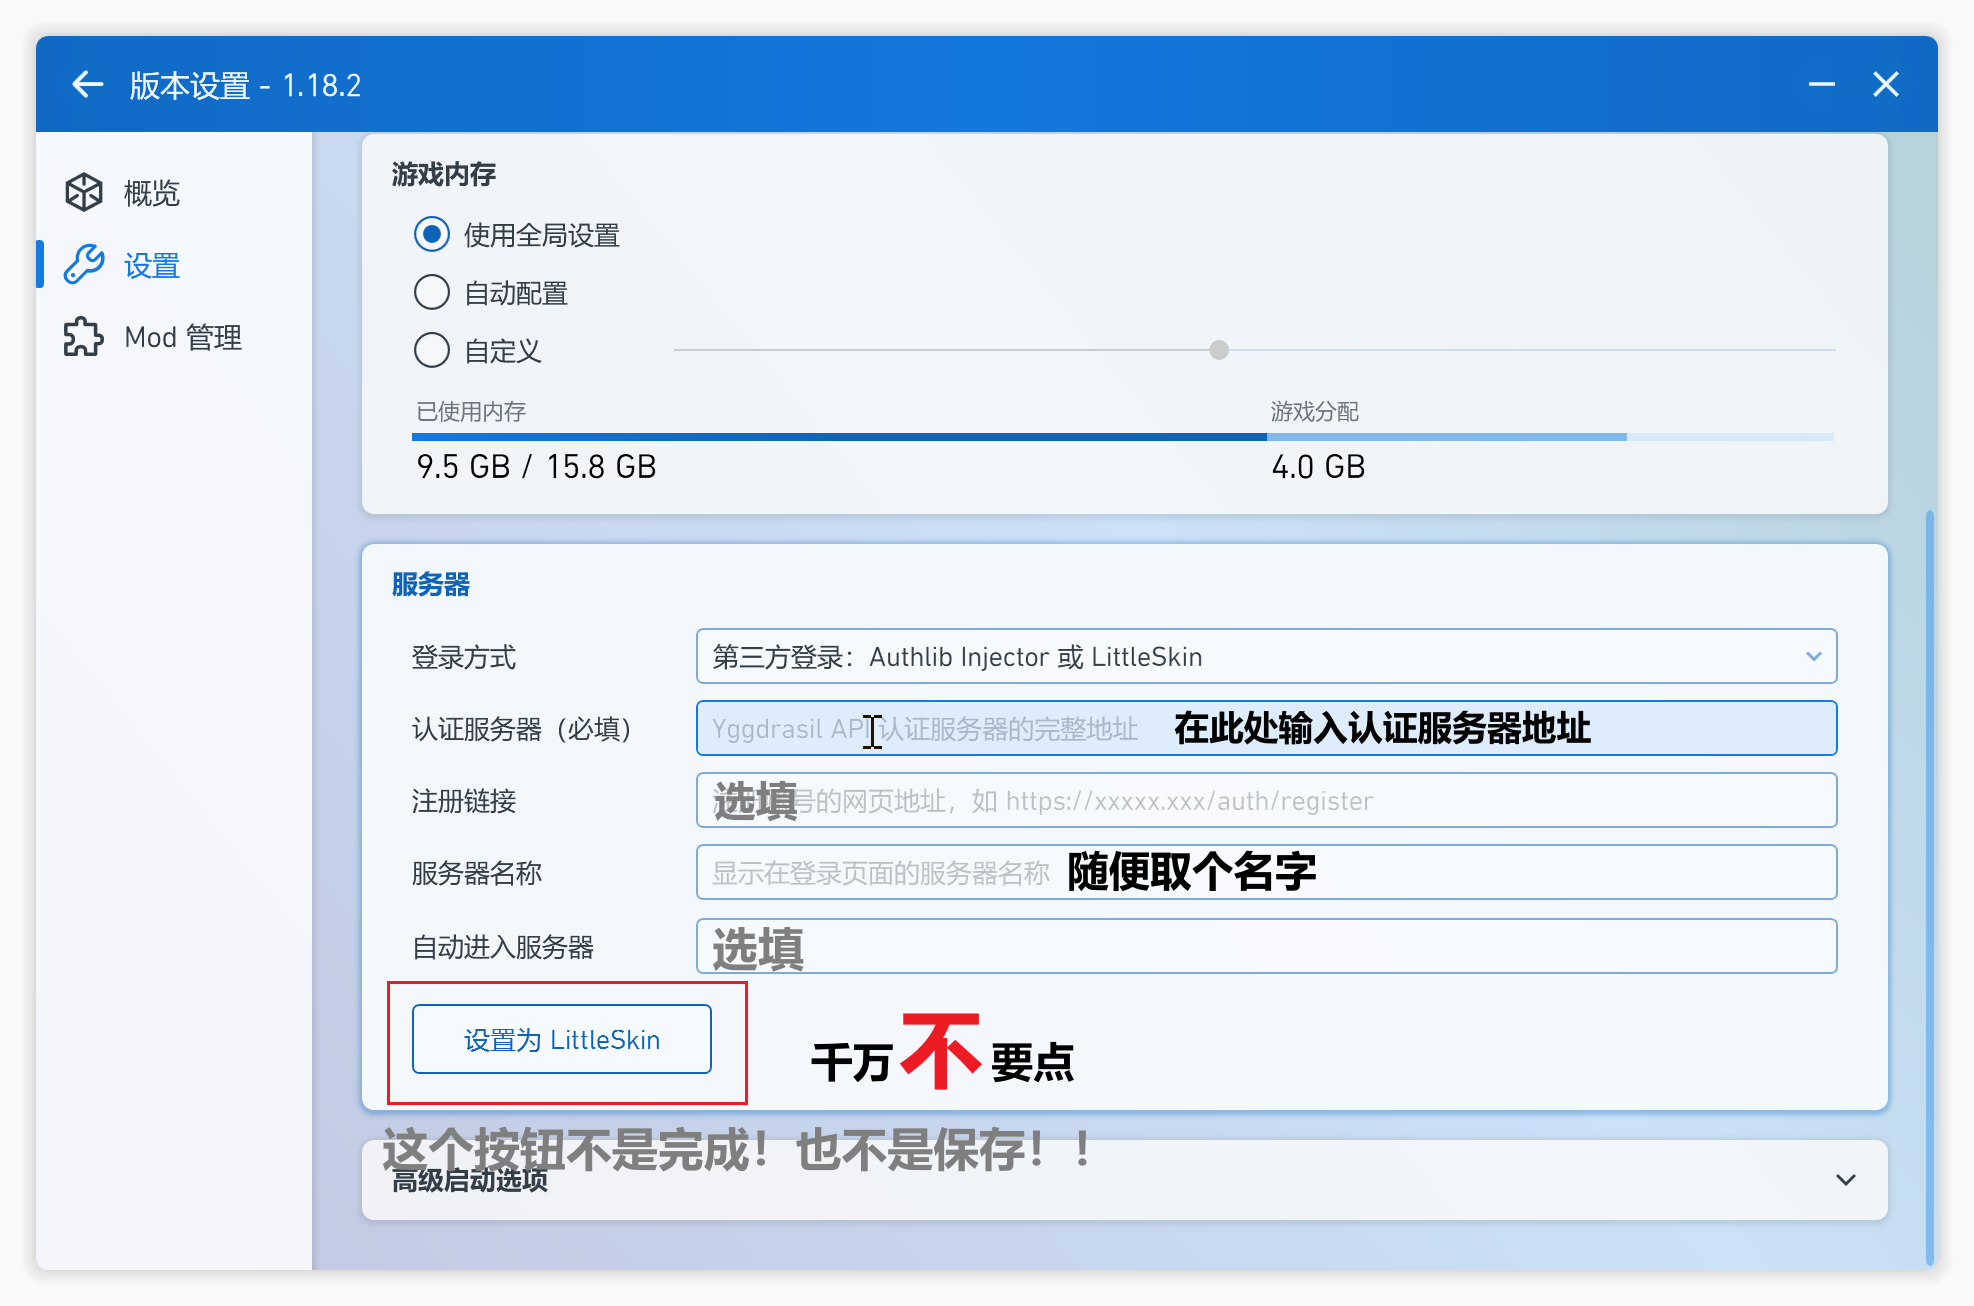 版本设置 - 1.18.2
概览
设置
Mod 管理
游戏内存
使用全局设置
自动配置
自定义
已使用内存 游戏分配
9.5 GB / 15.8 GB 4.0 GB
服务器
登录方式 第三方登录：Authlib Injector 或 LittleSkin
认证服务器（必填） Yggdrasil API 认证服务器的完整地址 在此处输入认证服务器地址
注册链接 选填 号的网页地址，如 https://xxxxx.xxx/auth/register
服务器名称 显示在登录页面的服务器名称 随便取个名字
自动进入服务器 选填
设置为 LittleSkin 千万不要点
这个按钮不是完成！也不是保存！！
高级启动选项